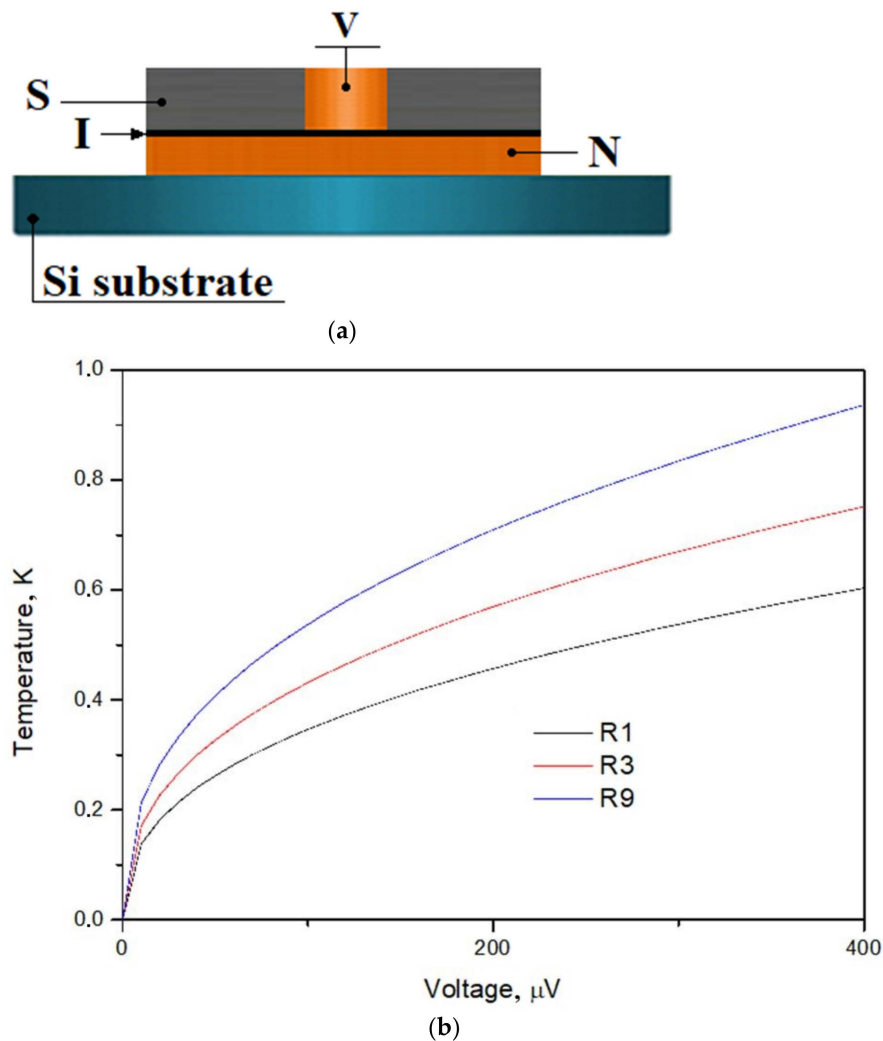 V
S
I
N
Si substrate
(a)
1.0
0.8
0.6
0.4
0.2
0.0
Temperature, K
R1
R3
R9
0 200 400
Voltage, μV
(b)